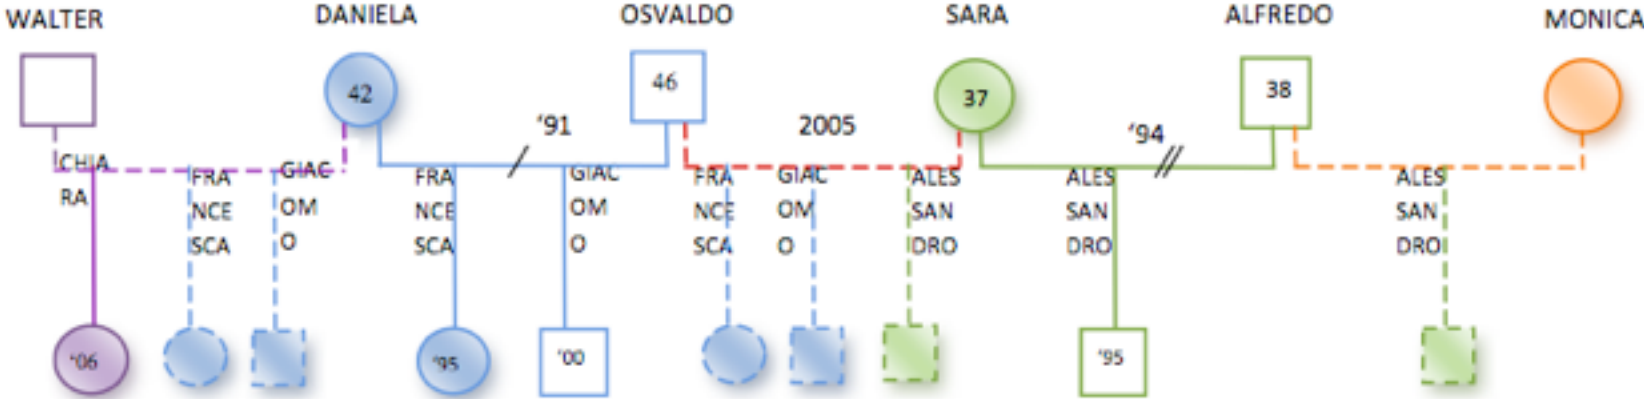 WALTER
DANIELA
OSVALDO
SARA
ALFREDO
MONICA
42
46
37
38
'91
2005
'94
CHIA
RA
FRA
NCE
SCA
GIAC
OM
O
FRA
NCE
SCA
GIAC
OM
O
FRA
NCE
SCA
GIAC
OM
O
ALES
SAN
DRO
ALES
SAN
DRO
ALES
SAN
DRO
'06
'95
'00
'95